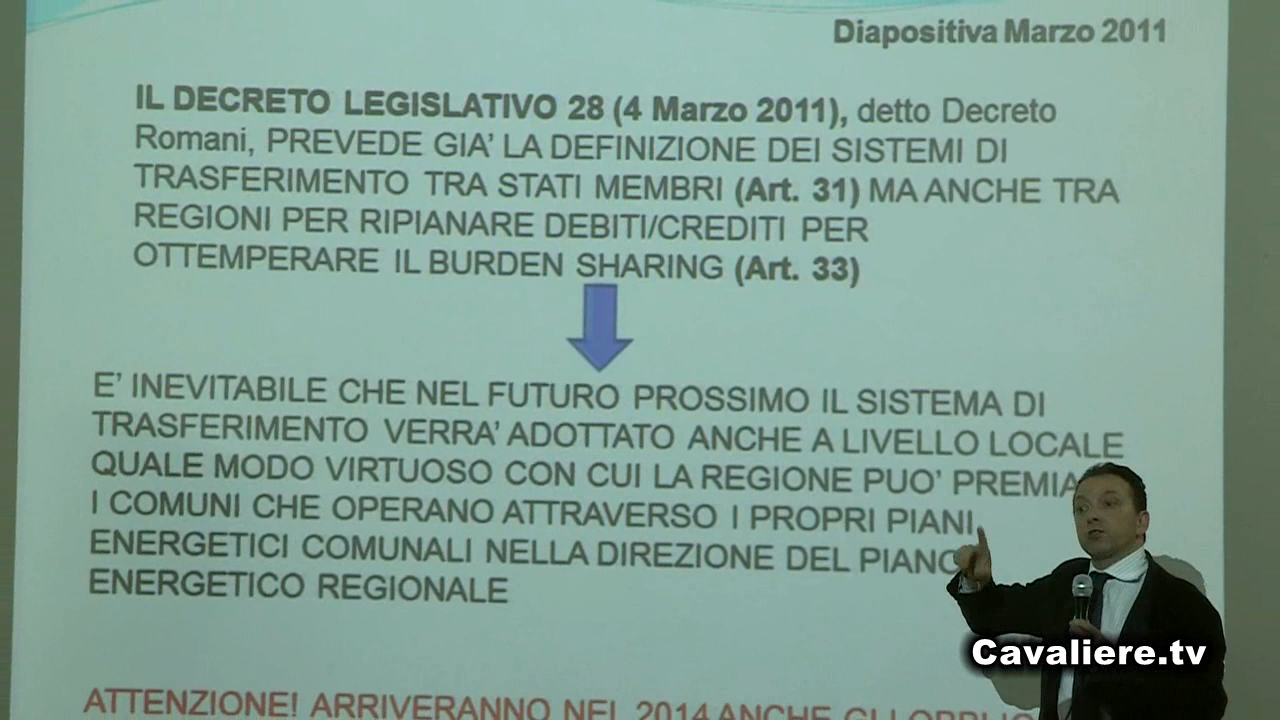 Diapositiva Marzo 2011
IL DECRETO LEGISLATIVO 28 (4 Marzo 2011), detto Decreto
Romani, PREVEDE GIA' LA DEFINIZIONE DEI SISTEMI DI
TRASFERIMENTO TRA STATI MEMBRI (Art. 31) MA ANCHE TRA
REGIONI PER RIPIANARE DEBITI/CREDITI PER
OTTEMPERARE IL BURDEN SHARING (Art. 33)
E' INEVITABILE CHE NEL FUTURO PROSSIMO IL SISTEMA DI
TRASFERIMENTO VERRA' ADOTTATO ANCHE A LIVELLO LOCALE
QUALE MODO VIRTUOSO CON CUI LA REGIONE PUO' PREMIA
I COMUNI CHE OPERANO ATTRAVERSO I PROPRI PIANI
ENERGETICI COMUNALI NELLA DIREZIONE DEL PIANO
ENERGETICO REGIONALE
Cavaliere.tv
ATTENZIONE! ARRIVERANNO NEL 2014 ANCHE GLI